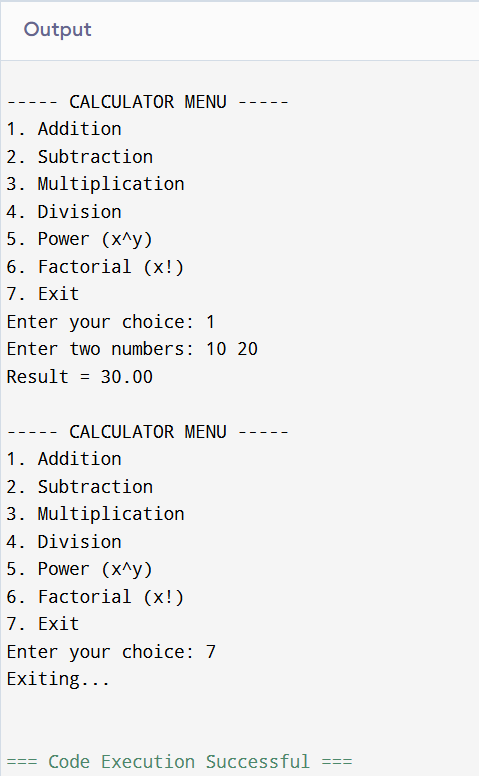 Output
----- CALCULATOR MENU -----
1. Addition
2. Subtraction
3. Multiplication
4. Division
5. Power (x^y)
6. Factorial (x!)
7. Exit
Enter your choice: 1
Enter two numbers: 10 20
Result = 30.00
----- CALCULATOR MENU -----
1. Addition
2. Subtraction
3. Multiplication
4. Division
5. Power (x^y)
6. Factorial (x!)
7. Exit
Enter your choice: 7
Exiting...
=== Code Execution Successful ===